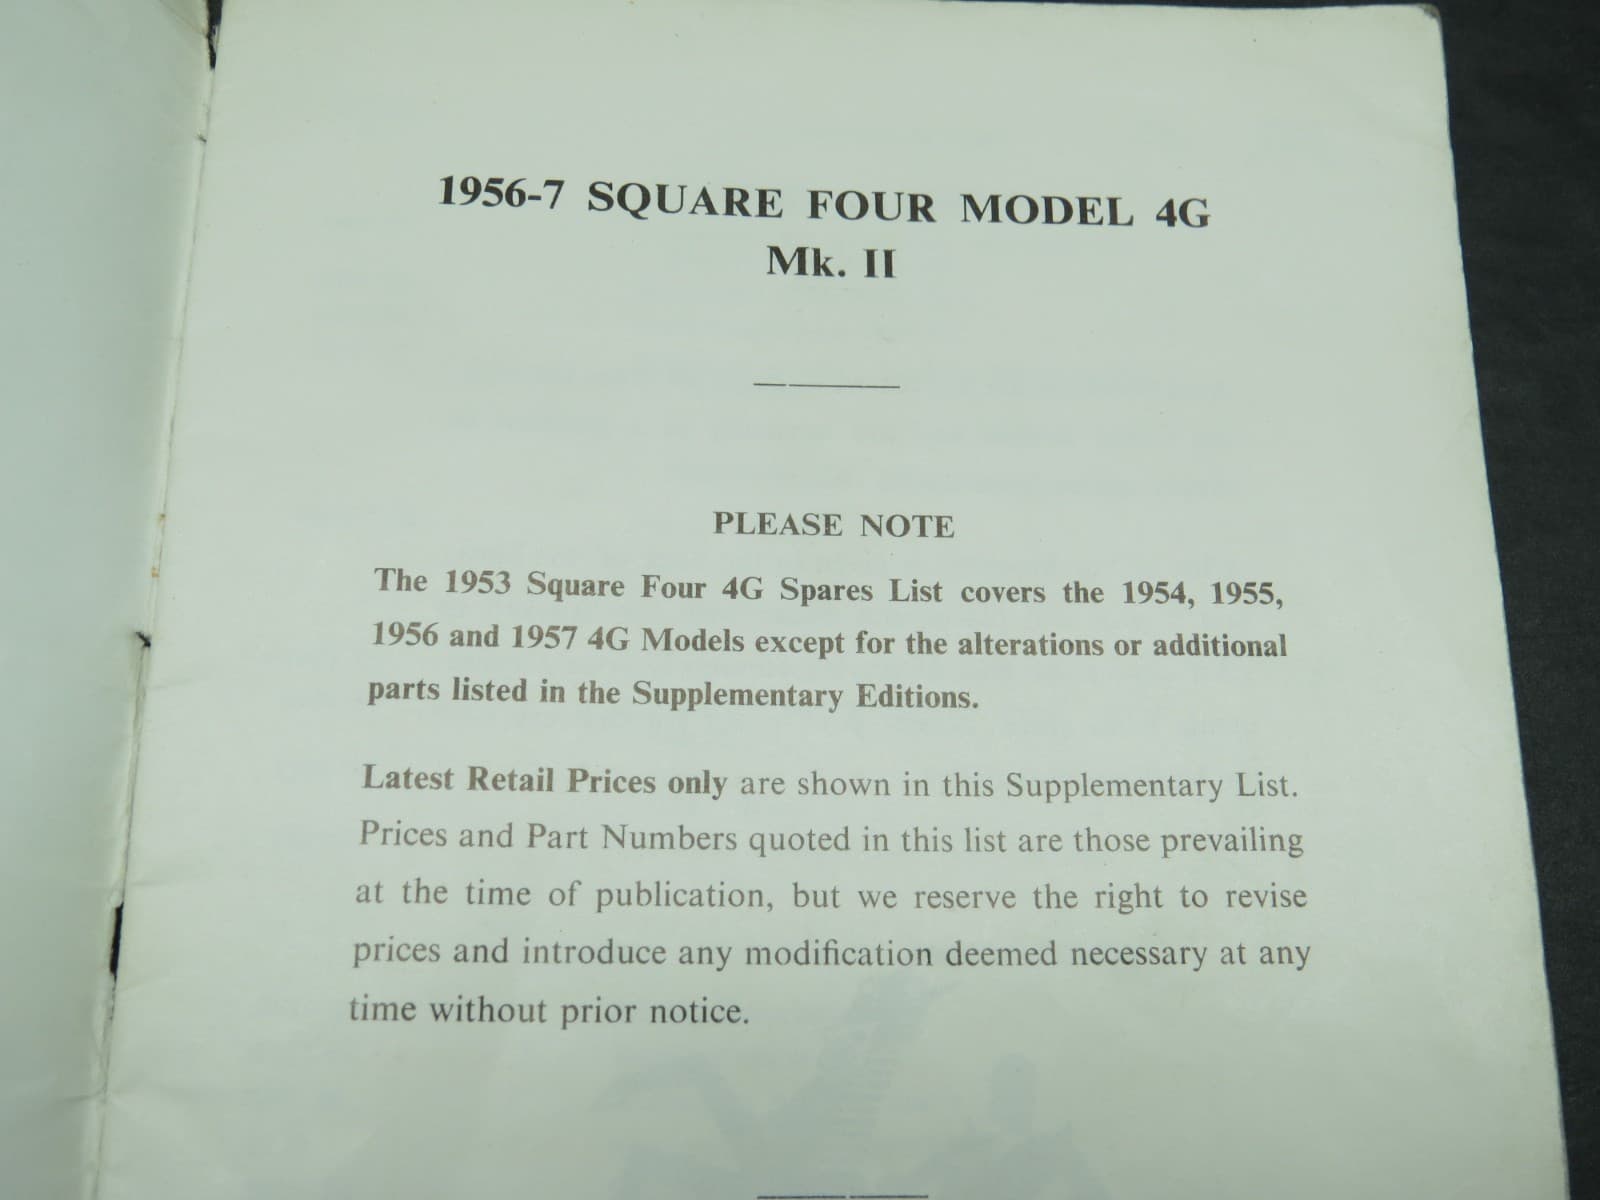 1956-7 SQUARE FOUR MODEL 4G
Mk. II
PLEASE NOTE
The 1953 Square Four 4G Spares List covers the 1954, 1955,
1956 and 1957 4G Models except for the alterations or additional
parts listed in the Supplementary Editions.
Latest Retail Prices only are shown in this Supplementary List.
Prices and Part Numbers quoted in this list are those prevailing
at the time of publication, but we reserve the right to revise
prices and introduce any modification deemed necessary at any
time without prior notice.